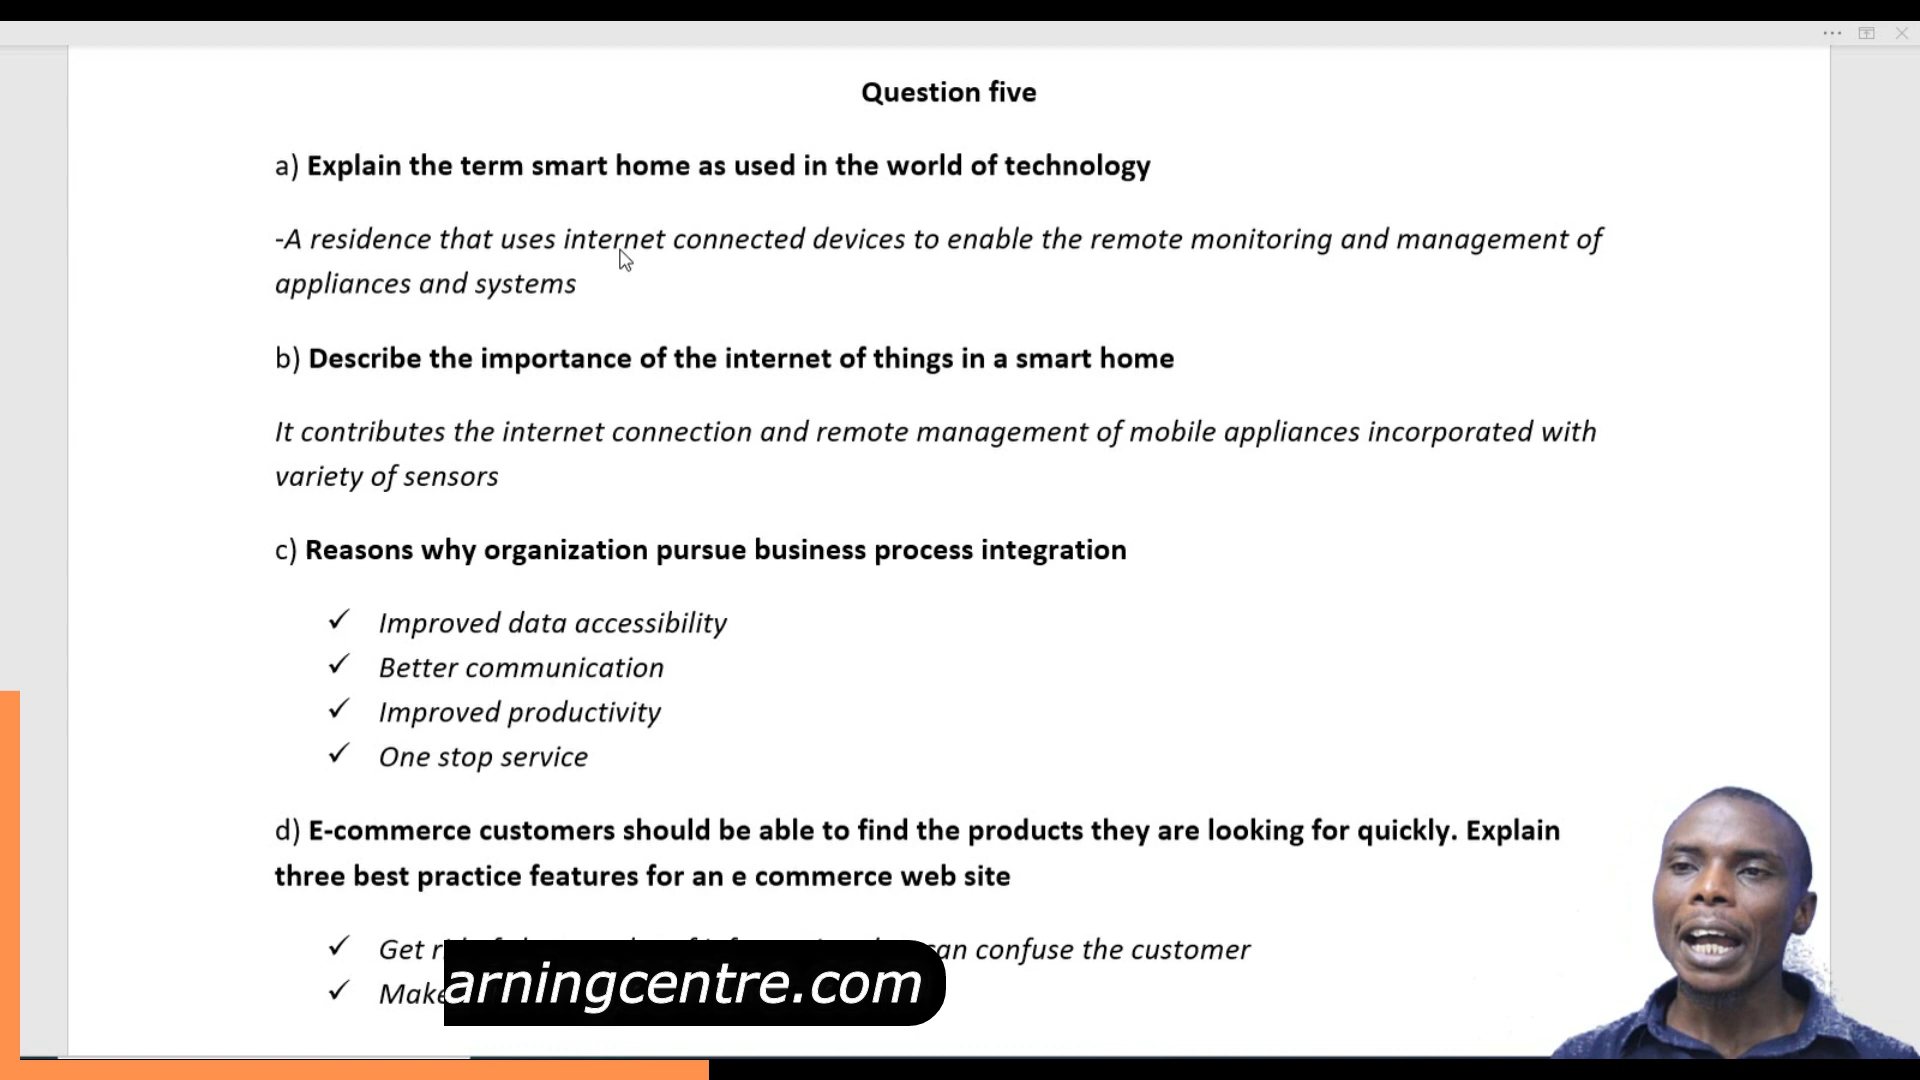 Question five
a) Explain the term smart home as used in the world of technology
-A residence that uses internet connected devices to enable the remote monitoring and management of
appliances and systems
b) Describe the importance of the internet of things in a smart home
It contributes the internet connection and remote management of mobile appliances incorporated with
variety of sensors
c) Reasons why organization pursue business process integration
✓ Improved data accessibility
✓ Better communication
✓ Improved productivity
✓ One stop service
d) E-commerce customers should be able to find the products they are looking for quickly. Explain
three best practice features for an e commerce web site
✓ Get can confuse the customer
✓ Make
arningcentre.com